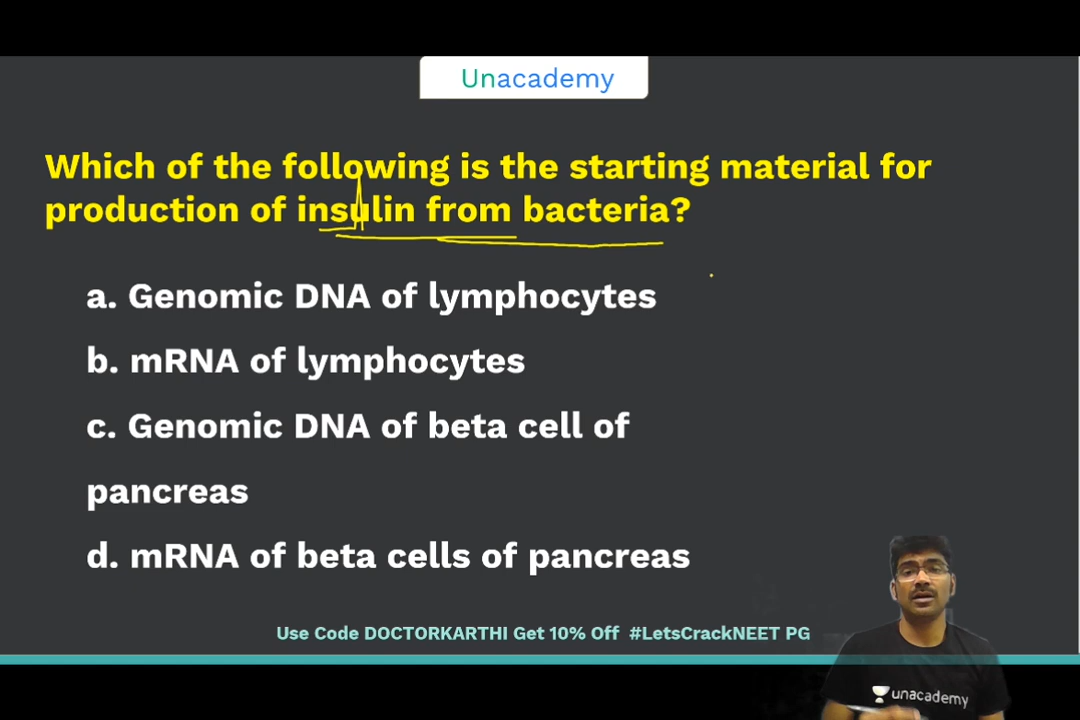 Unacademy
Which of the following is the starting material for
production of insulin from bacteria?
a. Genomic DNA of lymphocytes
b. mRNA of lymphocytes
c. Genomic DNA of beta cell of
pancreas
d. mRNA of beta cells of pancreas
Use Code DOCTORKARTHI Get 10% Off #LetsCrackNEET PG
unacademy